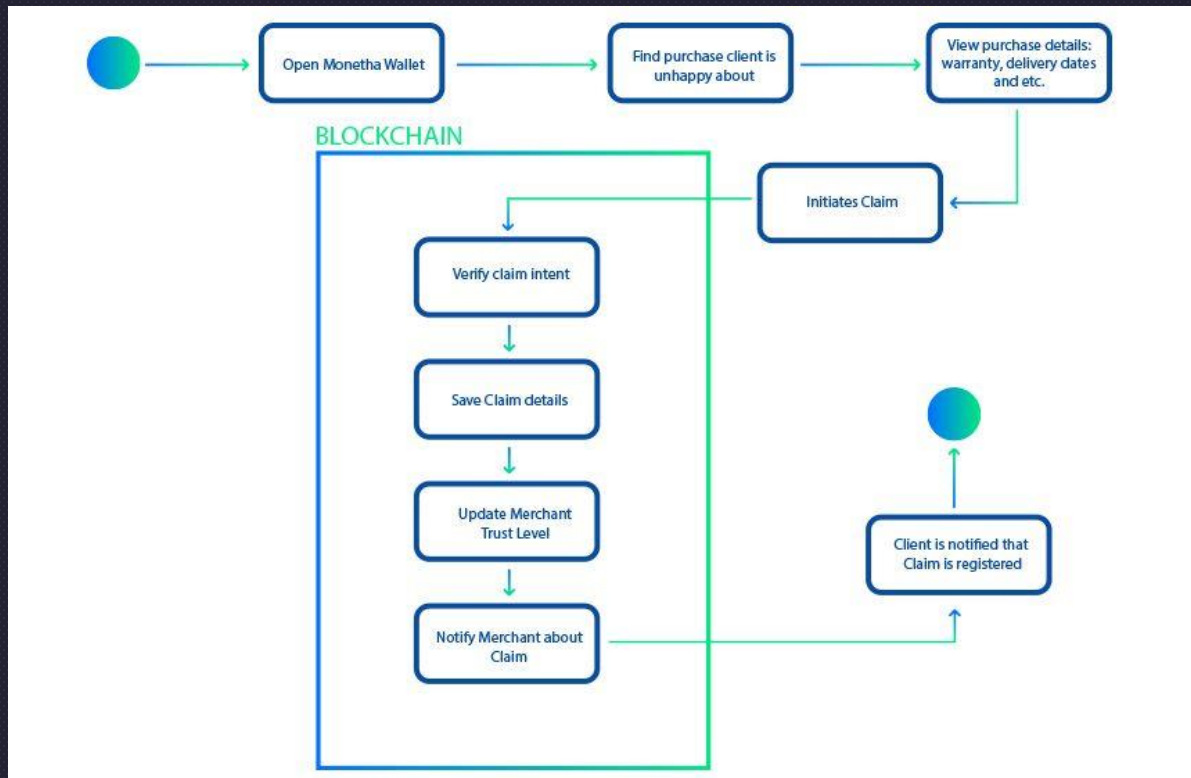 Open Monetha Wallet
Find purchase client is
unhappy about
View purchase details:
warranty, delivery dates
and etc.
Initiates Claim
BLOCKCHAIN
Verify claim intent
Save Claim details
Update Merchant
Trust Level
Notify Merchant about
Claim
Client is notified that
Claim is registered